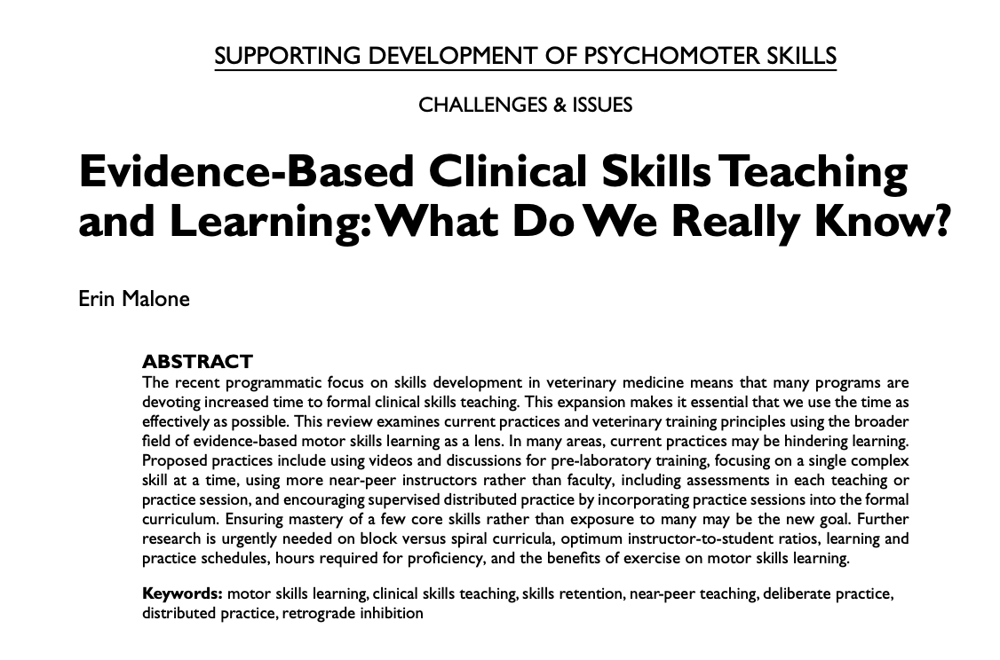 SUPPORTING DEVELOPMENT OF PSYCHOMOTER SKILLS
CHALLENGES & ISSUES
Evidence-Based Clinical Skills Teaching
and Learning: What Do We Really Know?
Erin Malone
ABSTRACT
The recent programmatic focus on skills development in veterinary medicine means that many programs are
devoting increased time to formal clinical skills teaching. This expansion makes it essential that we use the time as
effectively as possible. This review examines current practices and veterinary training principles using the broader
field of evidence-based motor skills learning as a lens. In many areas, current practices may be hindering learning.
Proposed practices include using videos and discussions for pre-laboratory training, focusing on a single complex
skill at a time, using more near-peer instructors rather than faculty, including assessments in each teaching or
practice session, and encouraging supervised distributed practice by incorporating practice sessions into the formal
curriculum. Ensuring mastery of a few core skills rather than exposure to many may be the new goal. Further
research is urgently needed on block versus spiral curricula, optimum instructor-to-student ratios, learning and
practice schedules, hours required for proficiency, and the benefits of exercise on motor skills learning.
Keywords: motor skills learning, clinical skills teaching, skills retention, near-peer teaching, deliberate practice,
distributed practice, retrograde inhibition